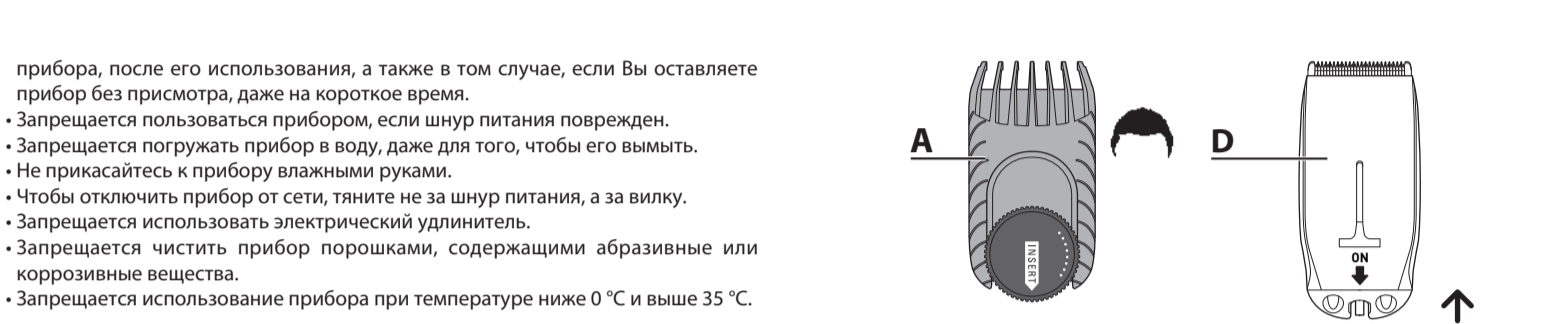 прибора, после его использования, а также в том случае, если Вы оставляете
прибор без присмотра, даже на короткое время.
• Запрещается пользоваться прибором, если шнур питания поврежден.
• Запрещается погружать прибор в воду, даже для того, чтобы его вымыть.
• Не прикасайтесь к прибору влажными руками.
• Чтобы отключить прибор от сети, тяните не за шнур питания, а за вилку.
• Запрещается использовать электрический удлинитель.
• Запрещается чистить прибор порошками, содержащими абразивные или
коррозивные вещества.
• Запрещается использование прибора при температуре ниже 0 °C и выше 35 °C.
A
INSERT
D
ON